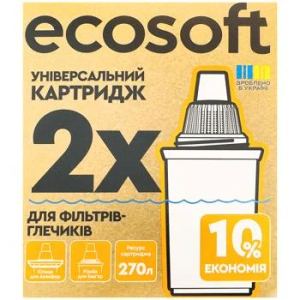 ecosoft
УНІВЕРСАЛЬНИЙ
КАРТРИДЖ
ЗРОБЛЕНО
В УКРАЇНІ
2x
ДЛЯ ФІЛЬТРІВ-
ГЛЕЧИКІВ
Ресурс
картриджа
270л
10%
ЕКОНОМІЯ